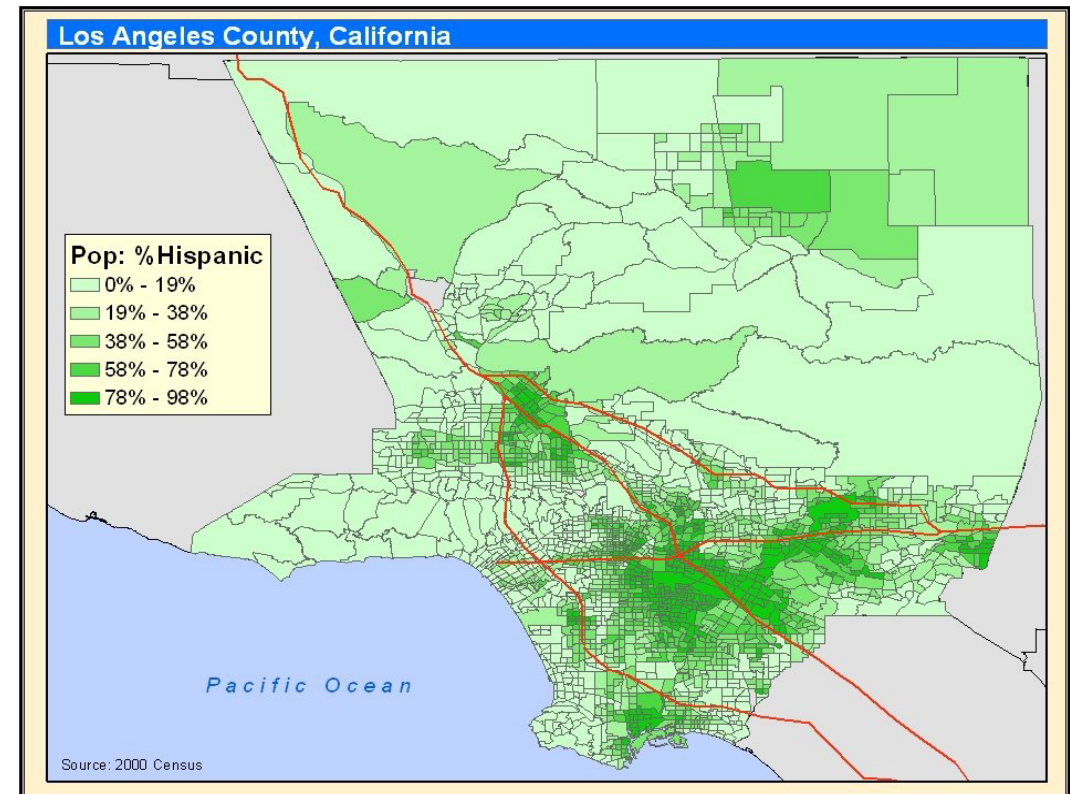 Los Angeles County, California
Pop: %Hispanic
0% - 19%
19% - 38%
38% - 58%
58% - 78%
78% - 98%
Pacific Ocean
Source: 2000 Census